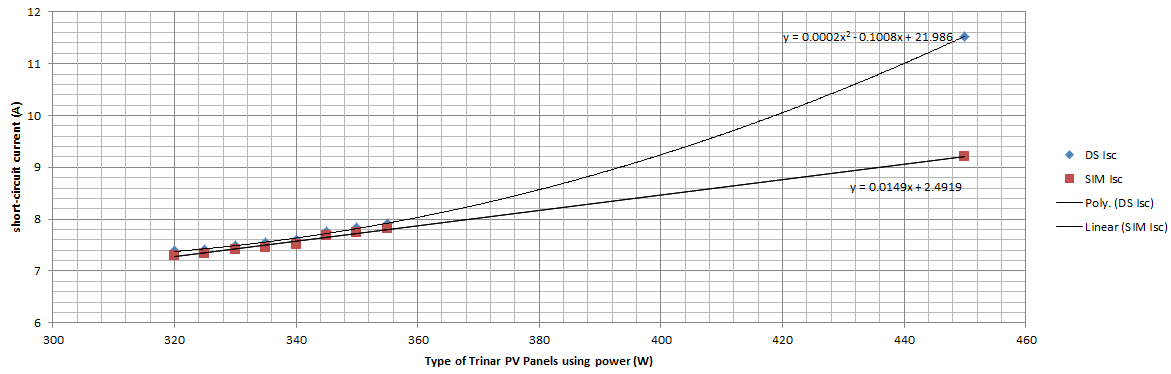 12
11
10
9
8
7
6
short-circuit current (A)
300
320
340
360
380
400
420
440
460
Type of Trinar PV Panels using power (W)
y = 0.0002x² - 0.1008x + 21.986
y = 0.0149x + 2.4919
DS Isc
SIM Isc
Poly. (DS Isc)
Linear (SIM Isc)